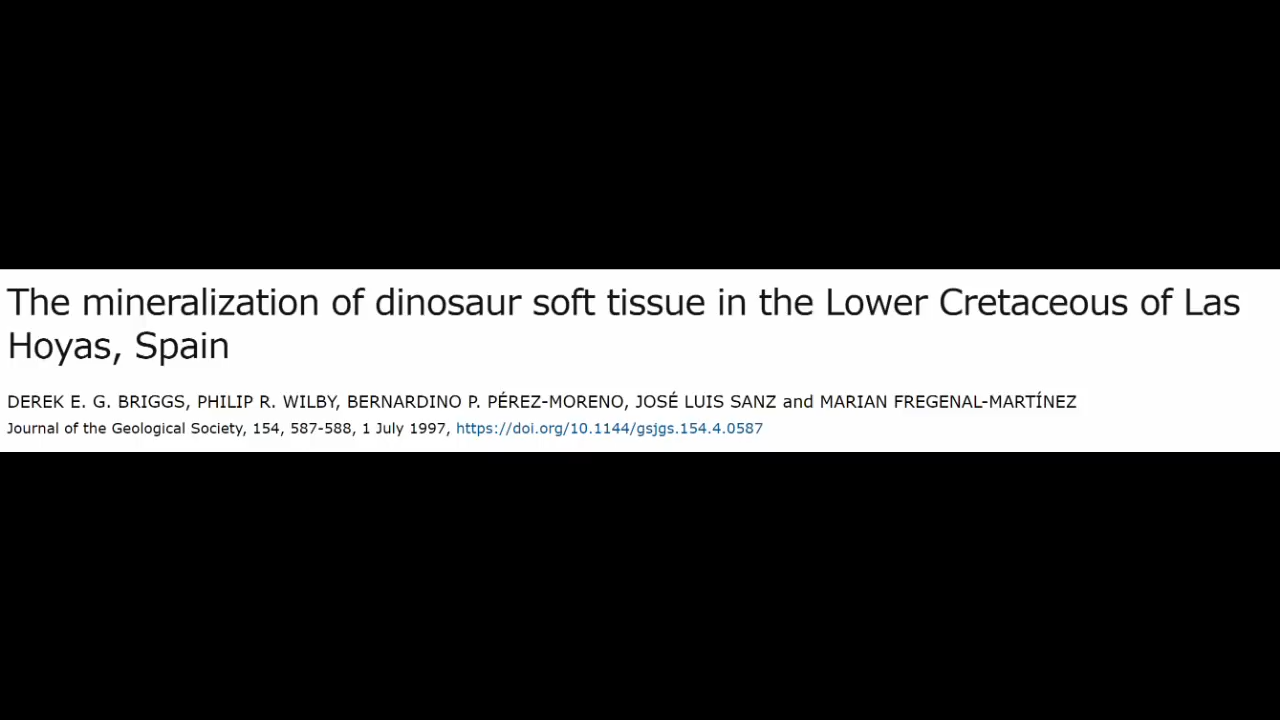 The mineralization of dinosaur soft tissue in the Lower Cretaceous of Las
Hoyas, Spain
DEREK E. G. BRIGGS, PHILIP R. WILBY, BERNARDINO P. PÉREZ-MORENO, JOSÉ LUIS SANZ and MARIAN FREGENAL-MARTÍNEZ
Journal of the Geological Society, 154, 587-588, 1 July 1997, https://doi.org/10.1144/gsjgs.154.4.0587